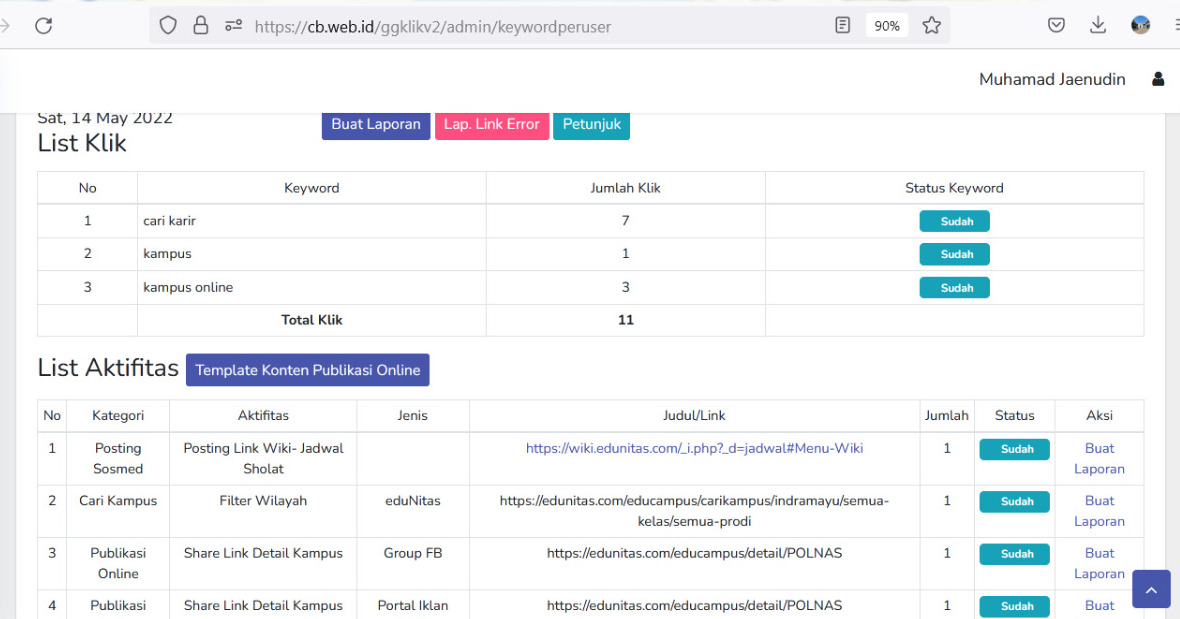 https://cb.web.id/ggklikv2/admin/keywordperuser
90%
Muhamad Jaenudin
Sat, 14 May 2022
List Klik
Buat Laporan
Lap. Link Error
Petunjuk
No Keyword Jumlah Klik Status Keyword
1 cari karir 7 Sudah
2 kampus 1 Sudah
3 kampus online 3 Sudah
Total Klik 11
List Aktifitas
Template Konten Publikasi Online
No Kategori Aktifitas Jenis Judul/Link Jumlah Status Aksi
1 Posting Posting Link Wiki- Jadwal https://wiki.edunitas.com/_i.php?_d=jadwal#Menu-Wiki 1 Sudah Buat
Sosmed Sholat Laporan
2 Cari Kampus Filter Wilayah eduNitas https://edunitas.com/educampus/carikampus/indramayu/semua- 1 Sudah Buat
kelas/semua-prodi Laporan
3 Publikasi Share Link Detail Kampus Group FB https://edunitas.com/educampus/detail/POLNAS 1 Sudah Buat
Online Laporan
4 Publikasi Share Link Detail Kampus Portal Iklan https://edunitas.com/educampus/detail/POLNAS 1 Sudah Buat